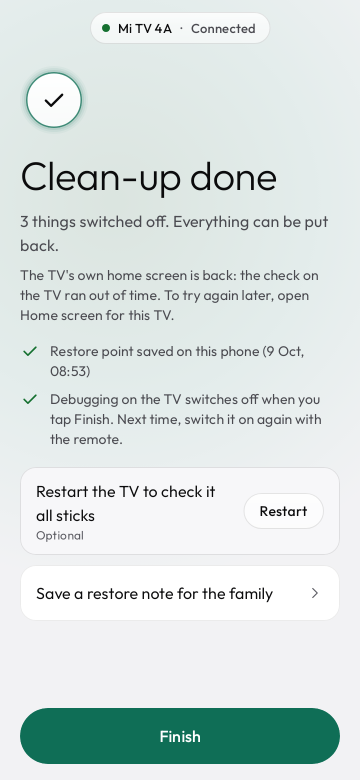 Mi TV 4A · Connected
Clean-up done
3 things switched off. Everything can be put
back.
The TV's own home screen is back: the check on
the TV ran out of time. To try again later, open
Home screen for this TV.
Restore point saved on this phone (9 Oct,
08:53)
Debugging on the TV switches off when you
tap Finish. Next time, switch it on again with
the remote.
Restart the TV to check it
all sticks
Optional
Restart
Save a restore note for the family
Finish